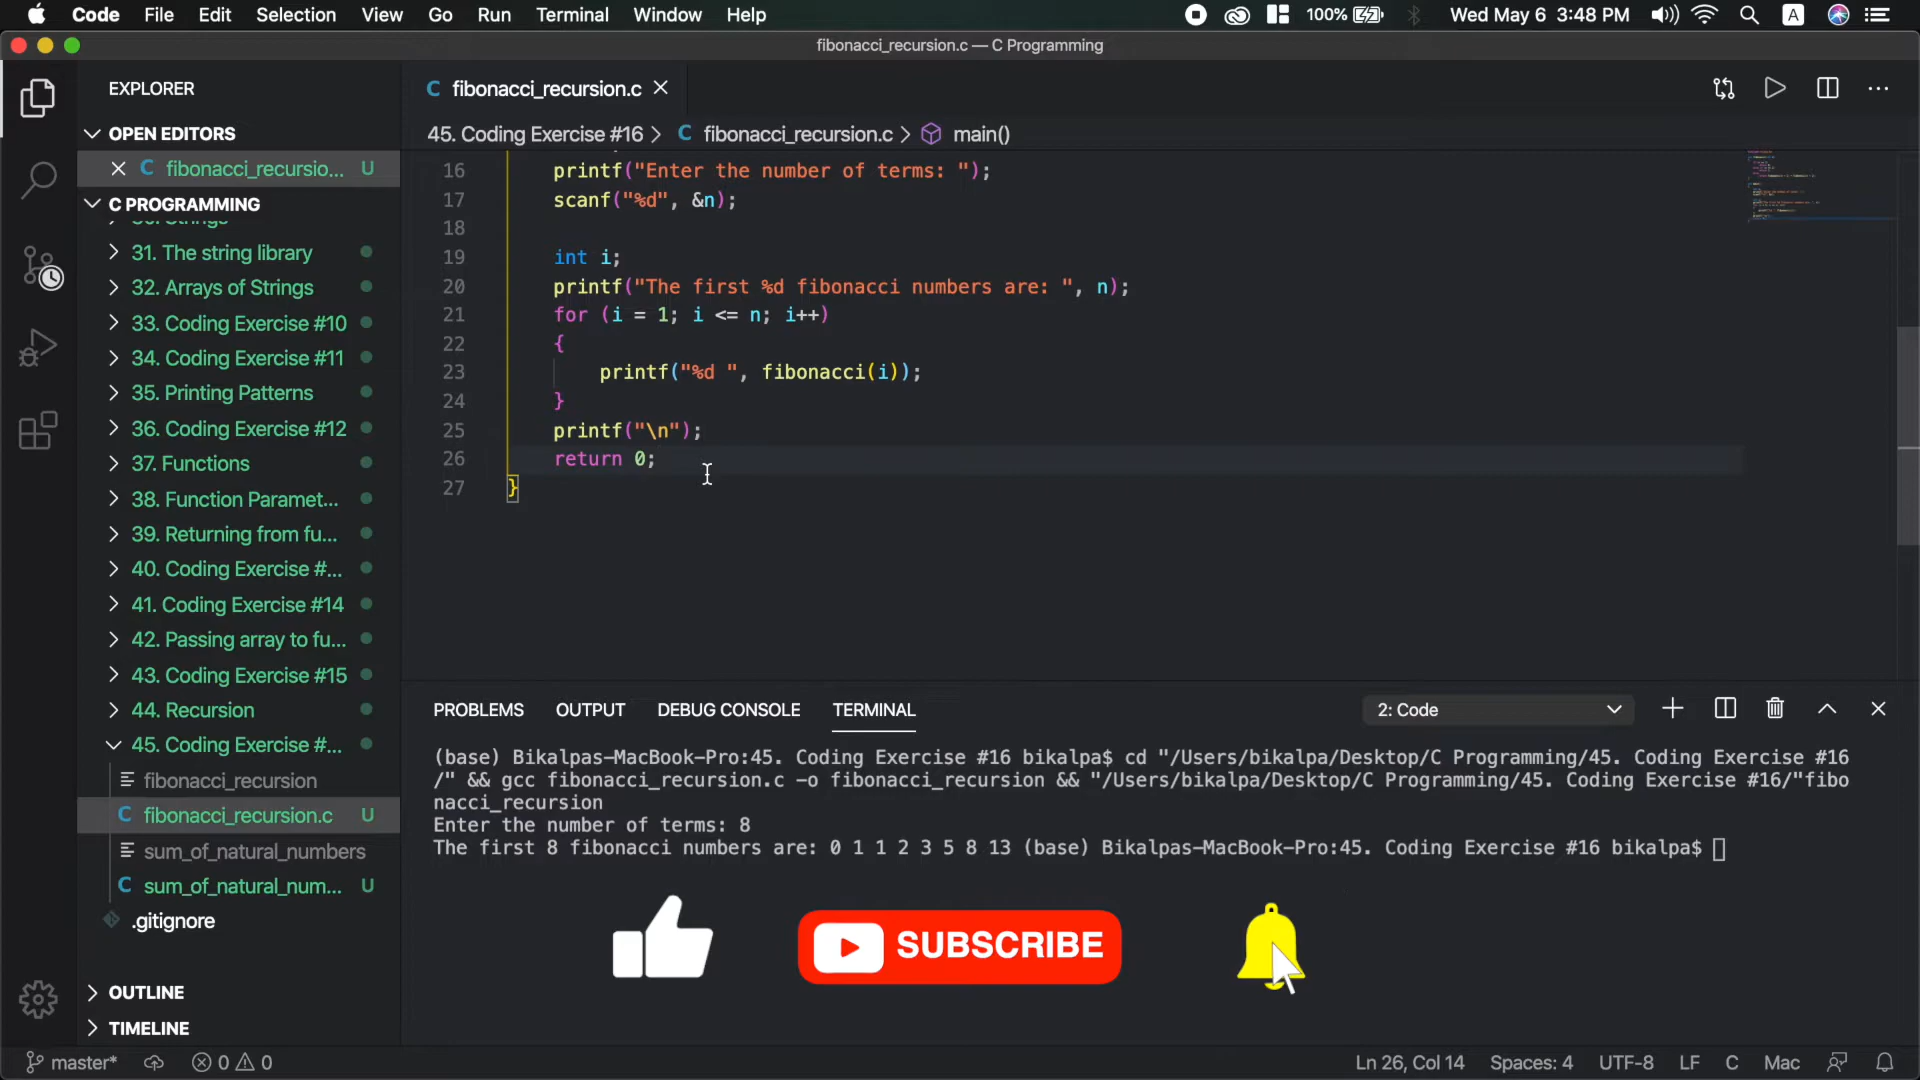 Code File Edit Selection View Go Run Terminal Window Help 100% Wed May 6 3:48 PM A
fibonacci_recursion.c — C Programming
EXPLORER
OPEN EDITORS
fibonacci_recursio... U
C PROGRAMMING
31. The string library
32. Arrays of Strings
33. Coding Exercise #10
34. Coding Exercise #11
35. Printing Patterns
36. Coding Exercise #12
37. Functions
38. Function Paramet...
39. Returning from fu...
40. Coding Exercise #...
41. Coding Exercise #14
42. Passing array to fu...
43. Coding Exercise #15
44. Recursion
45. Coding Exercise #...
fibonacci_recursion
C fibonacci_recursion.c U
sum_of_natural_numbers
C sum_of_natural_num... U
.gitignore
OUTLINE
TIMELINE
C fibonacci_recursion.c
45. Coding Exercise #16 > C fibonacci_recursion.c > main()
16 printf("Enter the number of terms: ");
17 scanf("%d", &n);
18
19 int i;
20 printf("The first %d fibonacci numbers are: ", n);
21 for (i = 1; i <= n; i++)
22 {
23 printf("%d ", fibonacci(i));
24 }
25 printf("\n");
26 return 0;
27 }
PROBLEMS OUTPUT DEBUG CONSOLE TERMINAL 2: Code
(base) Bikalpas-MacBook-Pro:45. Coding Exercise #16 bikalpa$ cd "/Users/bikalpa/Desktop/C Programming/45. Coding Exercise #16
/" && gcc fibonacci_recursion.c -o fibonacci_recursion && "/Users/bikalpa/Desktop/C Programming/45. Coding Exercise #16/"fibo
nacci_recursion
Enter the number of terms: 8
The first 8 fibonacci numbers are: 0 1 1 2 3 5 8 13 (base) Bikalpas-MacBook-Pro:45. Coding Exercise #16 bikalpa$
SUBSCRIBE
master* 0 0 Ln 26, Col 14 Spaces: 4 UTF-8 LF C Mac